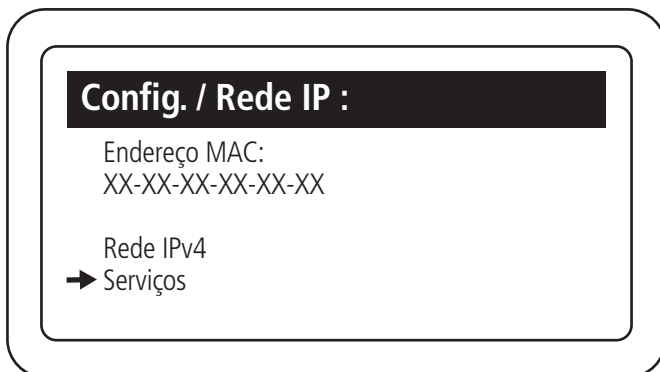 Config. / Rede IP :
Endereço MAC:
XX-XX-XX-XX-XX-XX
Rede IPv4
Serviços